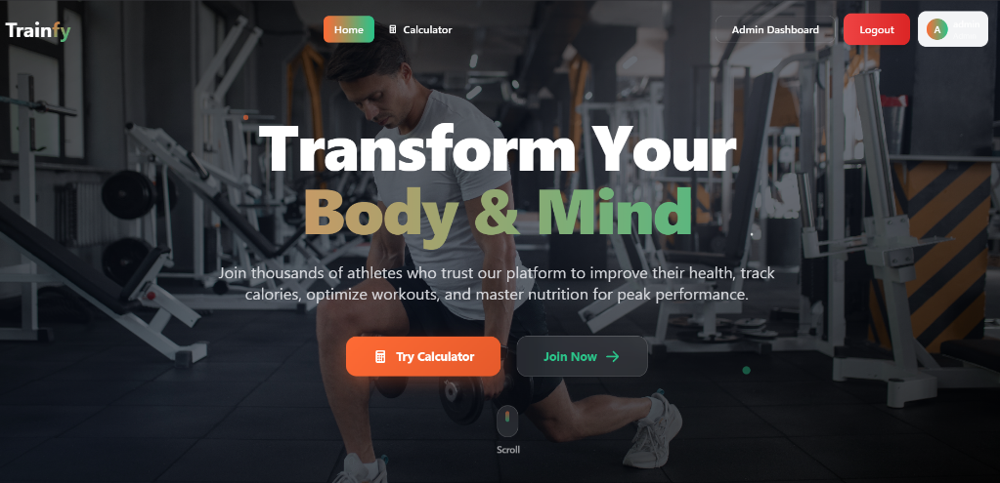 Trainfy
Home
Calculator
Admin Dashboard
Logout
A
Transform Your
Body & Mind
Join thousands of athletes who trust our platform to improve their health, track
calories, optimize workouts, and master nutrition for peak performance.
Try Calculator
Join Now
Scroll